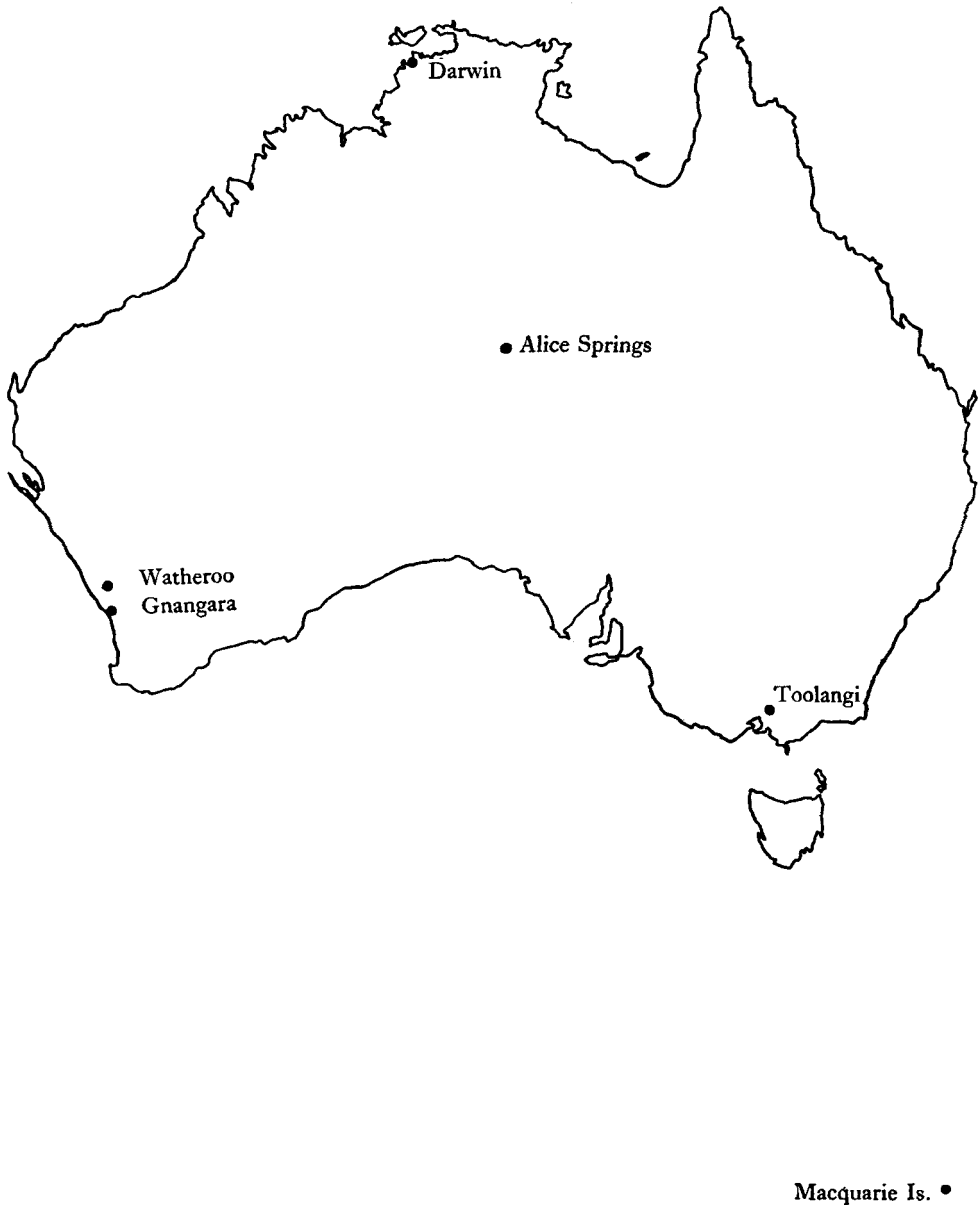 Darwin
Alice Springs
Watheroo
Gnangara
Toolangi
Macquarie Is.